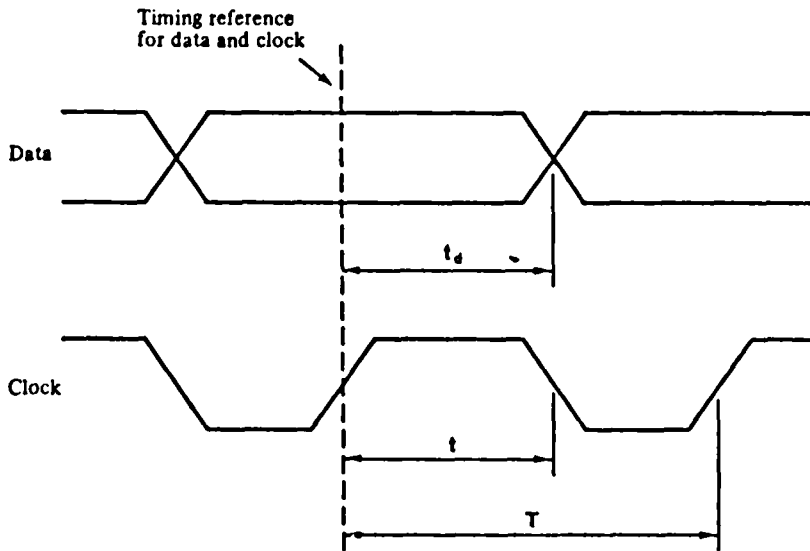 Timing reference
for data and clock
Data
t_d
Clock
t
T